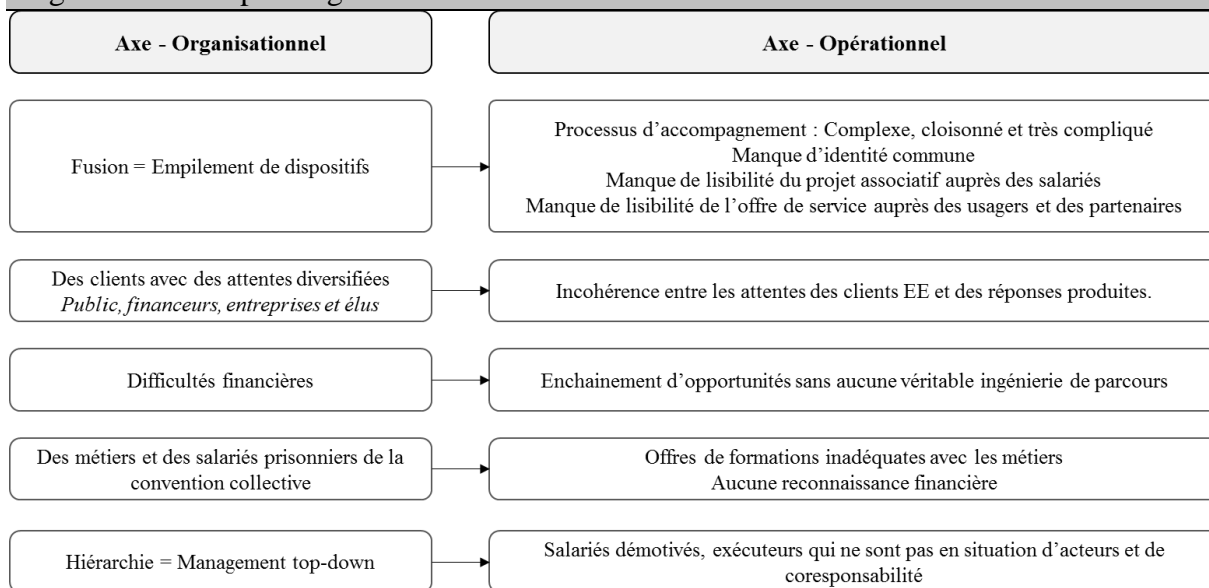 Axe - Organisationnel
Axe - Opérationnel
Fusion = Empilement de dispositifs
Processus d'accompagnement : Complexe, cloisonné et très compliqué
Manque d'identité commune
Manque de lisibilité du projet associatif auprès des salariés
Manque de lisibilité de l'offre de service auprès des usagers et des partenaires
Des clients avec des attentes diversifiées
Public, financeurs, entreprises et élus
Incohérence entre les attentes des clients EE et des réponses produites.
Difficultés financières
Enchainement d'opportunités sans aucune véritable ingénierie de parcours
Des métiers et des salariés prisonniers de la
convention collective
Offres de formations inadéquates avec les métiers
Aucune reconnaissance financière
Hiérarchie = Management top-down
Salariés démotivés, exécuteurs qui ne sont pas en situation d'acteurs et de
coresponsabilité